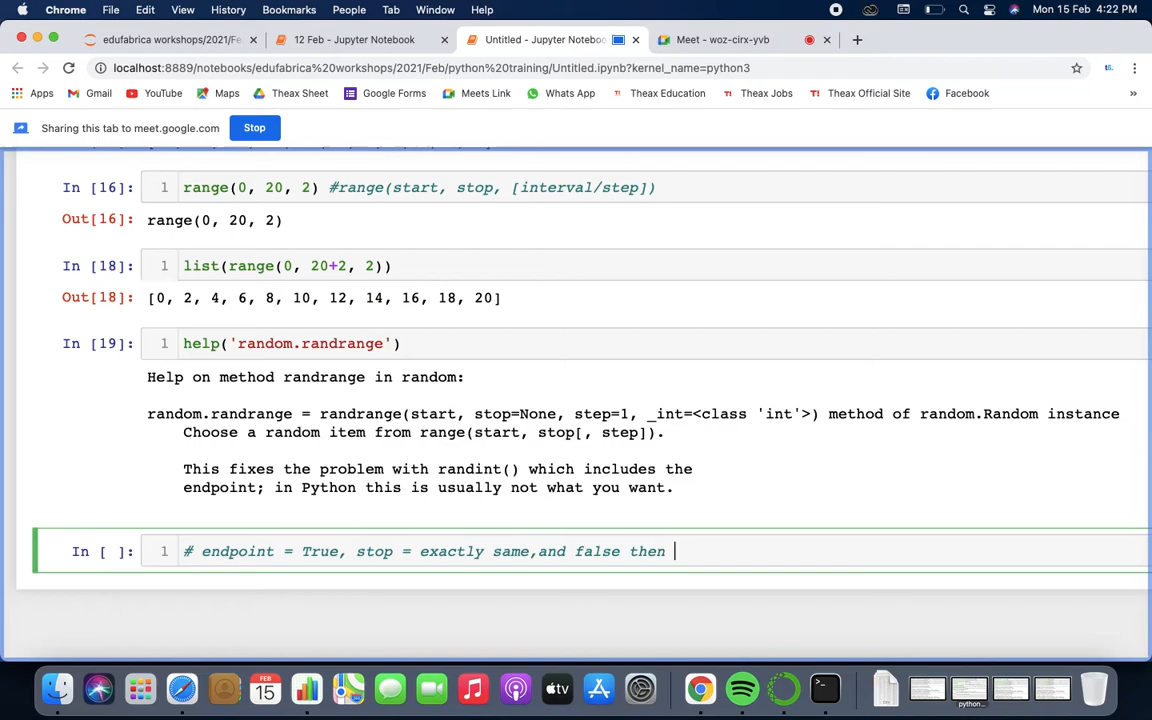 Chrome File Edit View History Bookmarks People Tab Window Help Mon 15 Feb 4:22 PM
edufabrica workshops/2021/Fe 12 Feb - Jupyter Notebook Untitled - Jupyter Noteboo Meet - woz-cirx-yvb
localhost:8889/notebooks/edufabrica%20workshops/2021/Feb/python%20training/Untitled.ipynb?kernel_name=python3
Apps Gmail YouTube Maps Theax Sheet Google Forms Meets Link Whats App Theax Education Theax Jobs Theax Official Site Facebook »
Sharing this tab to meet.google.com Stop
In [16]: 1 range(0, 20, 2) #range(start, stop, [interval/step])
Out[16]: range(0, 20, 2)
In [18]: 1 list(range(0, 20+2, 2))
Out[18]: [0, 2, 4, 6, 8, 10, 12, 14, 16, 18, 20]
In [19]: 1 help('random.randrange')
Help on method randrange in random:
random.randrange = randrange(start, stop=None, step=1, _int=<class 'int'>) method of random.Random instance
Choose a random item from range(start, stop[, step]).
This fixes the problem with randint() which includes the
endpoint; in Python this is usually not what you want.
In [ ]: 1 # endpoint = True, stop = exactly same,and false then
FEB
15
tv
python...